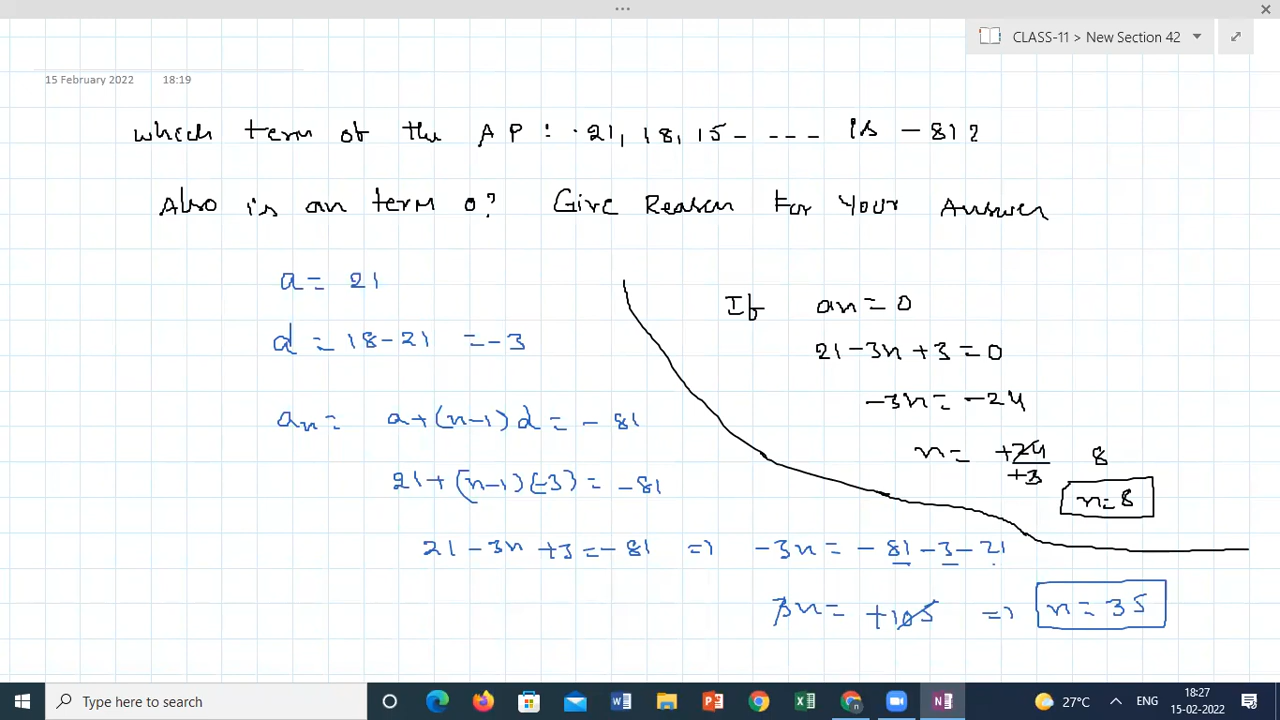 CLASS-11 > New Section 42
15 February 2022 18:19
which term of the AP : 21, 18, 15 - - - - is - 81?
Also is an term 0? Give Reason For Your Answer
a = 21
d = 18 - 21 = -3
an = a+(n-1) d = - 81
21 + (n-1) (-3) = -81
21 - 3n + 3 = - 81 => -3n = - 81 - 3 - 21
3n = +105 => n = 35
If an = 0
21 - 3n + 3 = 0
-3n = -24
n = +24/+3 8
n=8
Type here to search
27°C ENG 18:27
15-02-2022